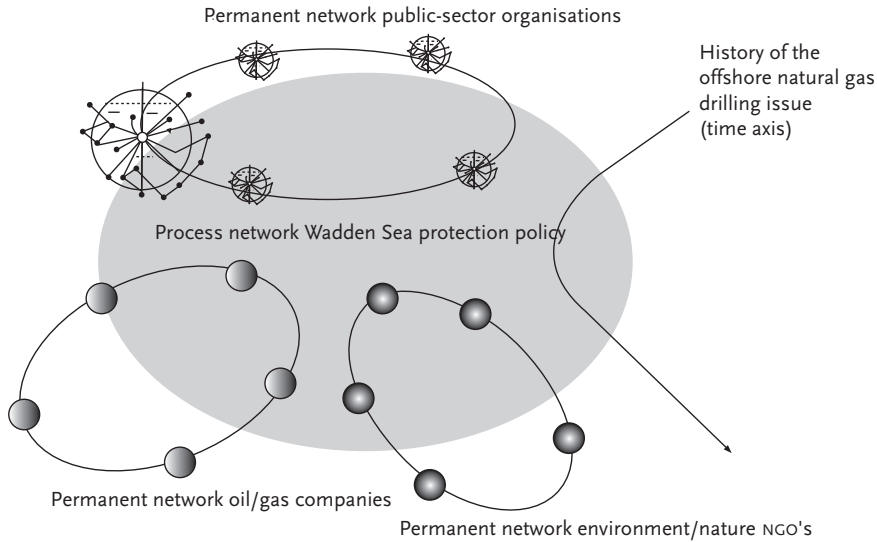 Permanent network public-sector organisations
History of the
offshore natural gas
drilling issue
(time axis)
Process network Wadden Sea protection policy
Permanent network oil/gas companies
Permanent network environment/nature NGO's